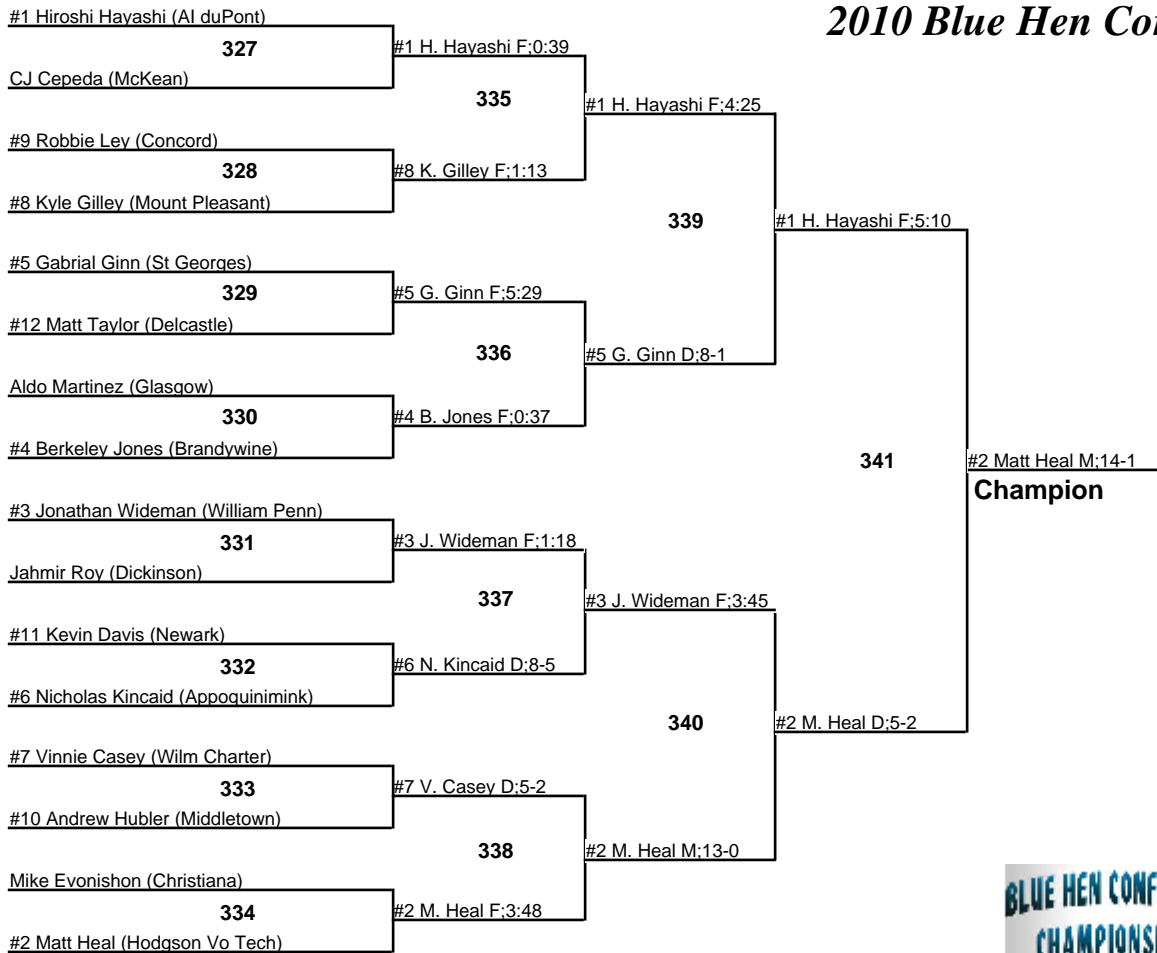 2010 Blue Hen Con
#1 Hiroshi Hayashi (AI duPont)
327
CJ Cepeda (McKean)
#1 H. Hayashi F;0:39
335
#1 H. Hayashi F;4:25
#9 Robbie Ley (Concord)
328
#8 Kyle Gilley (Mount Pleasant)
#8 K. Gilley F;1:13
339
#1 H. Hayashi F;5:10
#5 Gabrial Ginn (St Georges)
329
#12 Matt Taylor (Delcastle)
#5 G. Ginn F;5:29
336
#5 G. Ginn D;8-1
Aldo Martinez (Glasgow)
330
#4 Berkeley Jones (Brandywine)
#4 B. Jones F;0:37
341
#2 Matt Heal M;14-1
Champion
#3 Jonathan Wideman (William Penn)
331
Jahmir Roy (Dickinson)
#3 J. Wideman F;1:18
337
#3 J. Wideman F;3:45
#11 Kevin Davis (Newark)
332
#6 Nicholas Kincaid (Appoquinimink)
#6 N. Kincaid D;8-5
340
#2 M. Heal D;5-2
#7 Vinnie Casey (Wilm Charter)
333
#10 Andrew Hubler (Middletown)
#7 V. Casey D;5-2
338
#2 M. Heal M;13-0
Mike Evonishon (Christiana)
334
#2 Matt Heal (Hodgson Vo Tech)
#2 M. Heal F;3:48
BLUE HEN CONF
CHAMPIONS